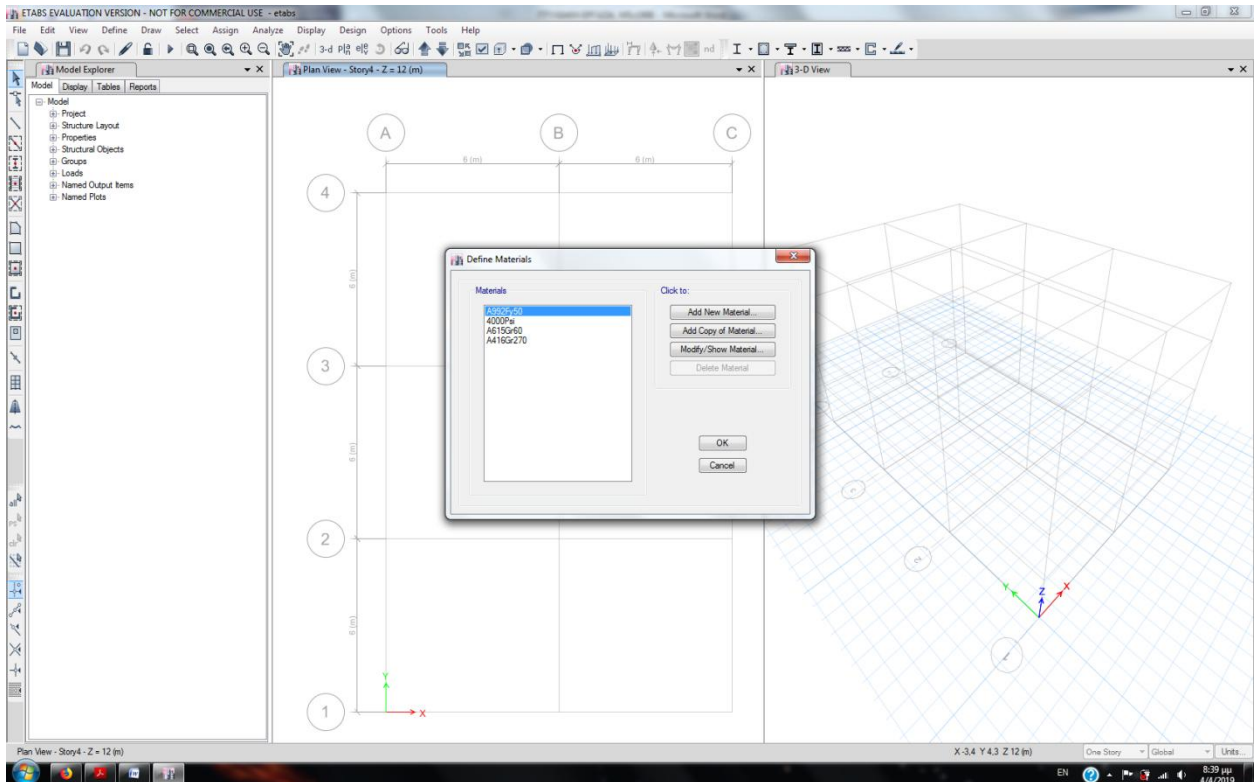 ETABS EVALUATION VERSION - NOT FOR COMMERCIAL USE - etabs
File Edit View Define Draw Select Assign Analyze Display Design Options Tools Help
3-d
nd
Model Explorer
Model Display Tables Reports
Model
Project
Structure Layout
Properties
Structural Objects
Groups
Loads
Named Output Items
Named Plots
Plan View - Story4 - Z = 12 (m)
A
B
C
6 (m)
6 (m)
4
6 (m)
3
6 (m)
2
6 (m)
1
Y
X
Define Materials
Materials
A992Fy50
4000Psi
A615Gr60
A416Gr270
Click to:
Add New Material...
Add Copy of Material...
Modify/Show Material...
Delete Material
OK
Cancel
3-D View
Y
Z
X
all
Plan View - Story4 - Z = 12 (m)
X -3,4 Y 4,3 Z 12 (m)
One Story
Global
Units...
EN
8:39 μμ
4/4/2019